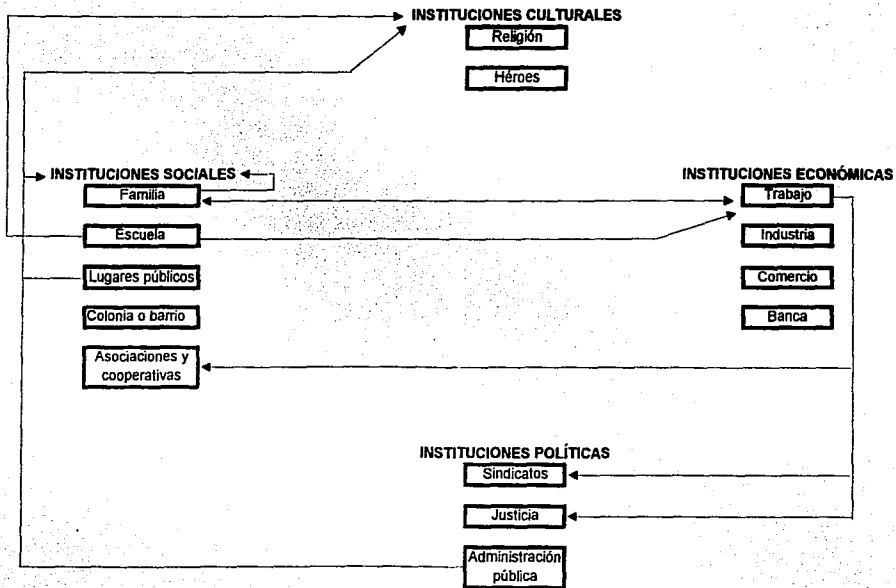 INSTITUCIONES CULTURALES
Religión
Héroes
INSTITUCIONES SOCIALES
Familia
Escuela
Lugares públicos
Colonia o barrio
Asociaciones y
cooperativas
INSTITUCIONES ECONÓMICAS
Trabajo
Industria
Comercio
Banca
INSTITUCIONES POLÍTICAS
Sindicatos
Justicia
Administración
pública